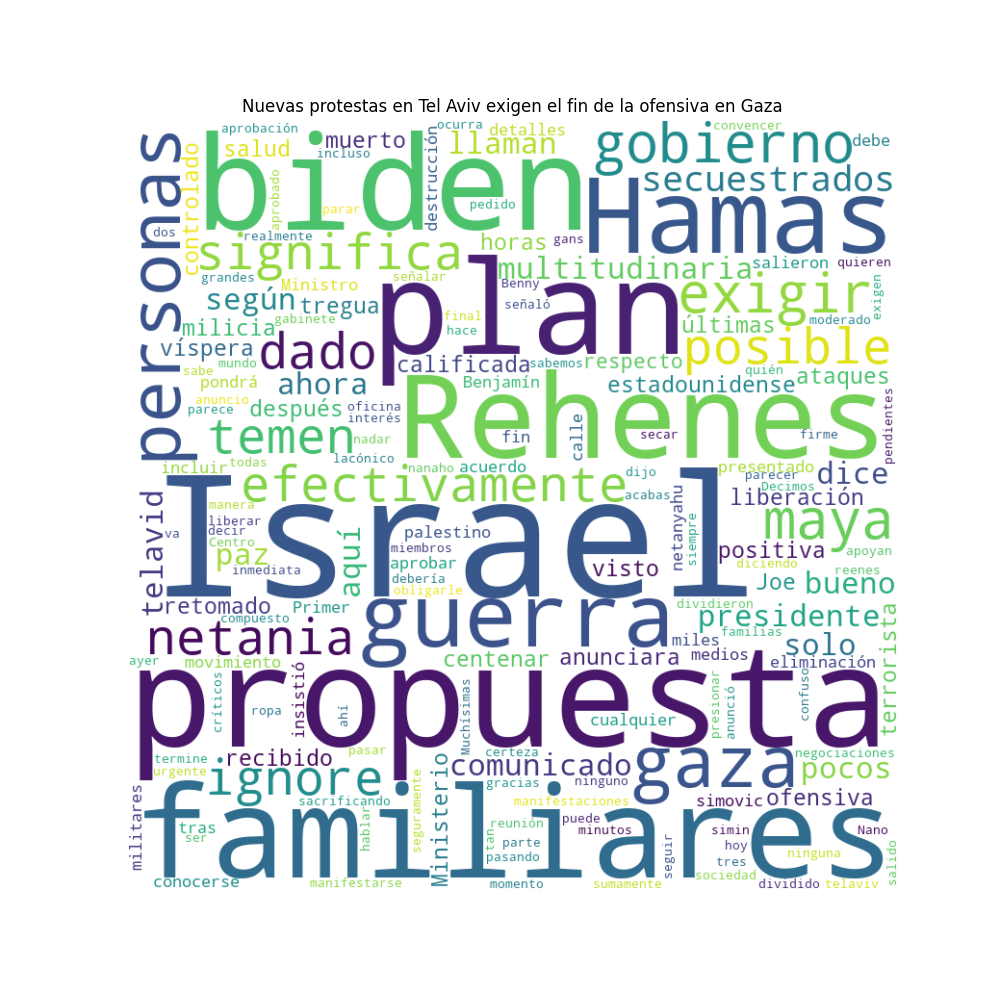 Nuevas protestas en Tel Aviv exigen el fin de la ofensiva en Gaza
aprobación
ocurra
convencer
personas
biden
muerto
incluso
destrucción
llaman
detalles
gobierno
debe
salud
controlado
aprobado
parar
pedido
secuestrados
Hamas
dos
realmente
significa
horas
gans
salieron
quieren
grandes
Ministro
señalar
multitudinaria
Benny
exigir
exigen
según
tregua
plan
señaló
milicia
gabinete
final
hace
últimas
moderado
víspera
dado
calificada
sabemos
respecto
posible
sabe
mundo
pondrá
ahora
Benjamín
estadounidense
quién
ataques
anuncio
parece
después
oficina
interés
Rehenes
temen
nadar
fin
calle
secar
firme
pendientes
lacónico
incluir
todas
nanaho
acuerdo
dijo
presentado
parecer
dice
efectivamente
acabas
Decimos
liberación
telavid
manera
Israel
netanyahu
siempre
maya
va
liberar
decir
Centro
paz
aquí
palestino
miembros
aprobar
visto
positiva
diciendo
apoyan
inmediata
debería
obligarle
Joe
bueno
reenes
retomado
Primer
guerra
dividieron
presidente
compuesto
netania
miles
familias
solo
terrorista
ayer
movimiento
centenar
anunciara
medios
eliminación
críticos
ropa
insistió
ahí
propuesta
Muchísimas
cualquier
presionar
anunció
confuso
termine
recibido
pasar
certeza
gaza
negociaciones
urgente
ignore
Ministerio
comunicado
gracias
ninguno
pocos
militares
sacrificando
seguramente
manifestaciones
simovic
ofensiva
familiares
tras
ser
hablar
tan
reunión
puede
minutos
simin
Nano
parte
pasando
seguir
hoy
tres
ninguna
salido
conocerse
manifestarse
momento
sumamente
sociedad
dividido
telaviv